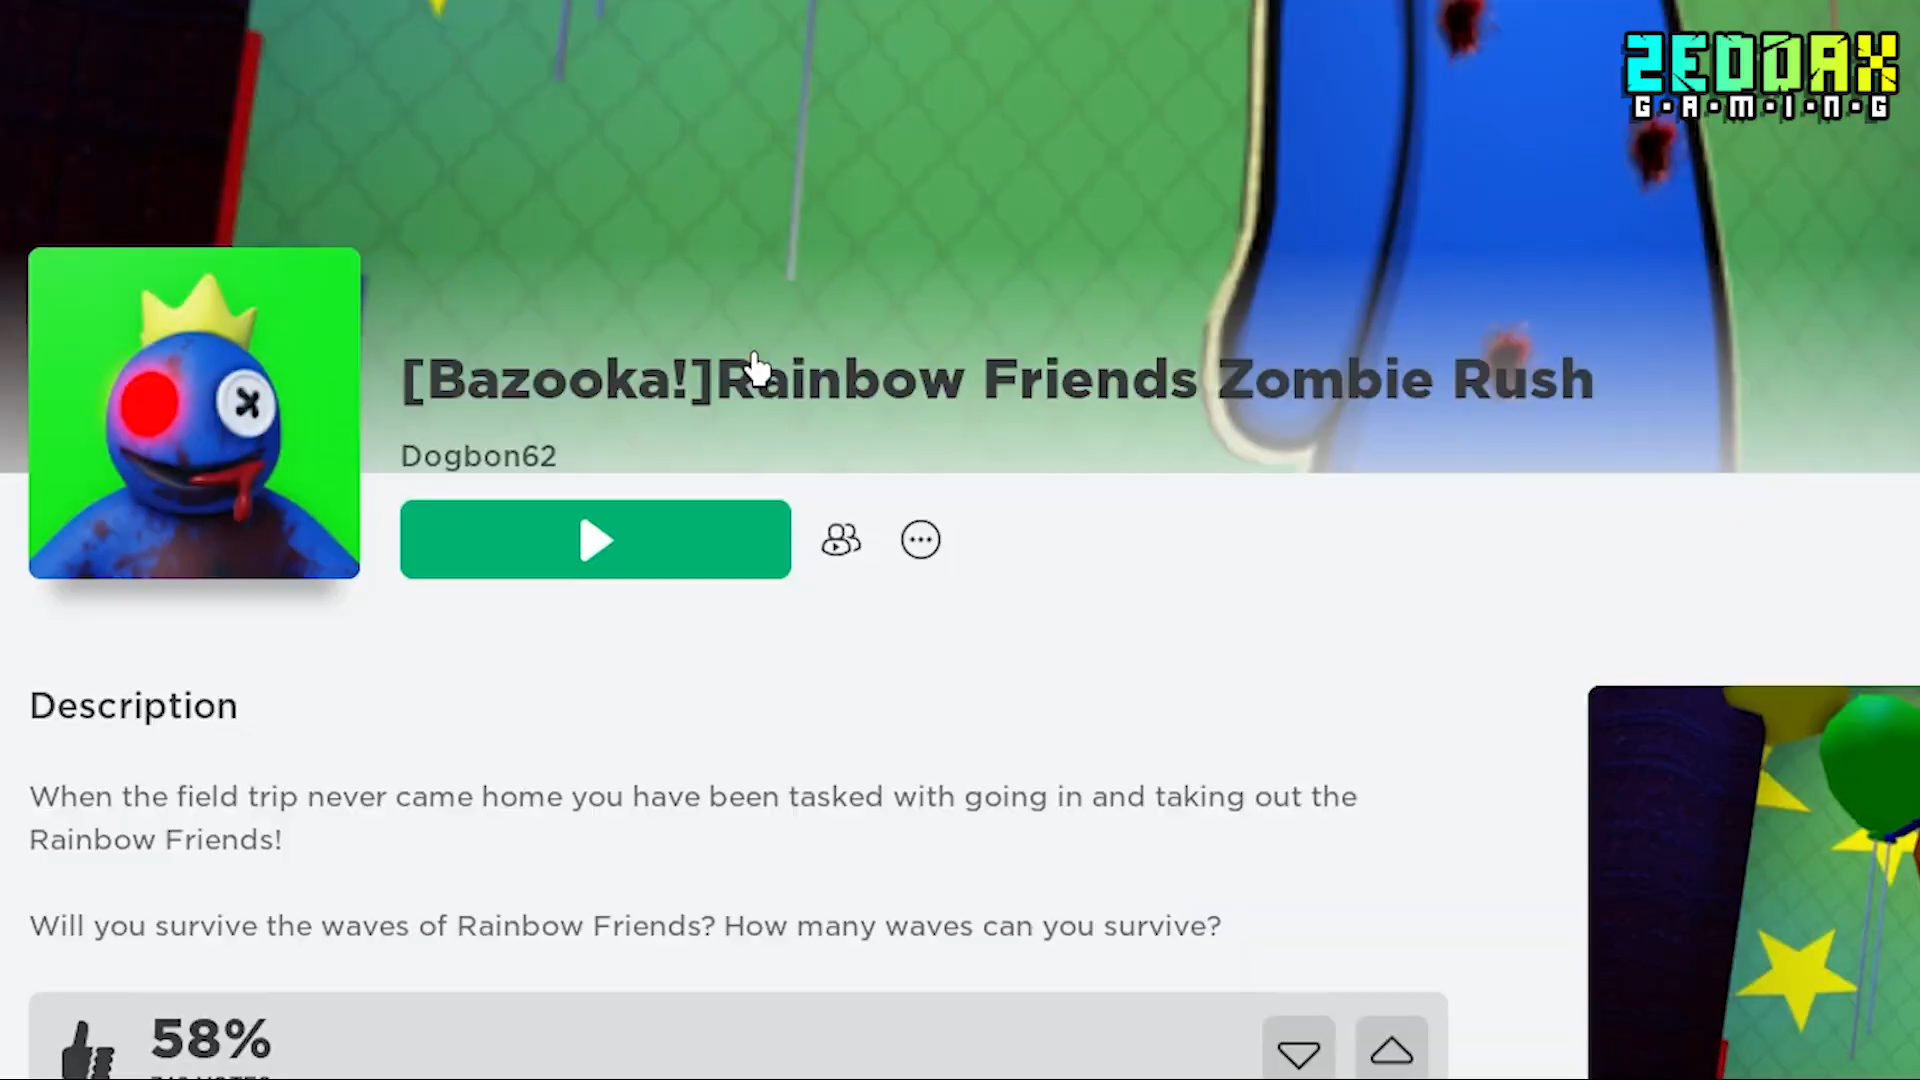 ZEDDAX
G·A·M·I·N·G
[Bazooka!]Rainbow Friends Zombie Rush
Dogbon62
Description
When the field trip never came home you have been tasked with going in and taking out the
Rainbow Friends!
Will you survive the waves of Rainbow Friends? How many waves can you survive?
58%